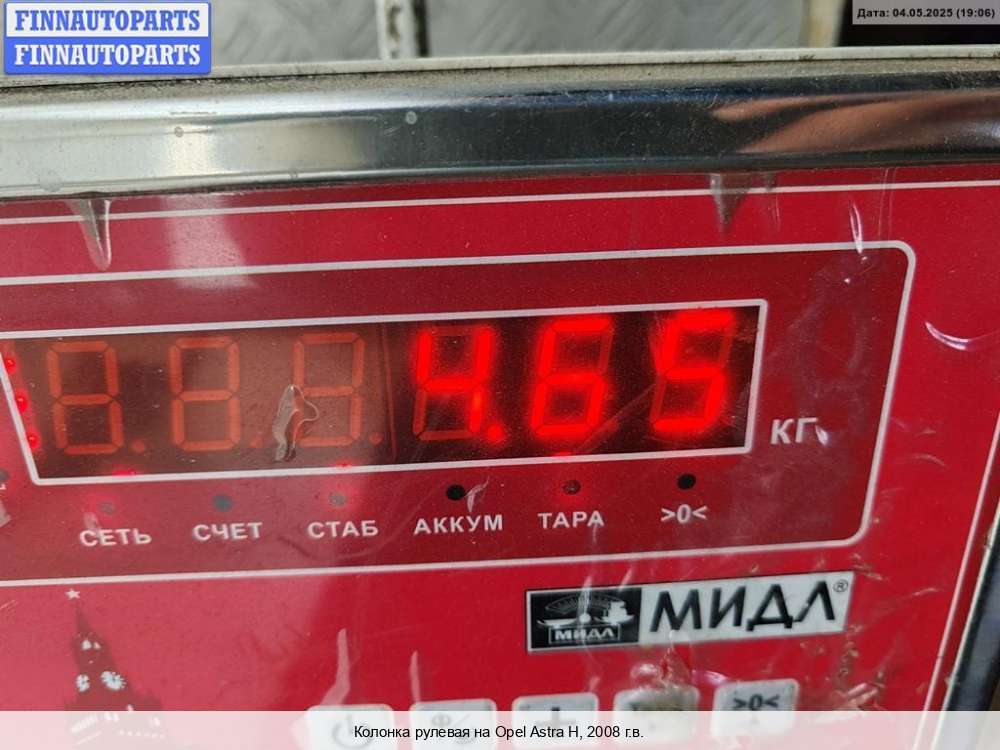 FINNAUTOPARTS
FINNAUTOPARTS
Дата: 04.05.2025 (19:06)
4.65
КГ
СЕТЬ СЧЕТ СТАБ АККУМ ТАРА >0<
МИДЛ МИДЛ®
>0<
Колонка рулевая на Opel Astra H, 2008 г.в.